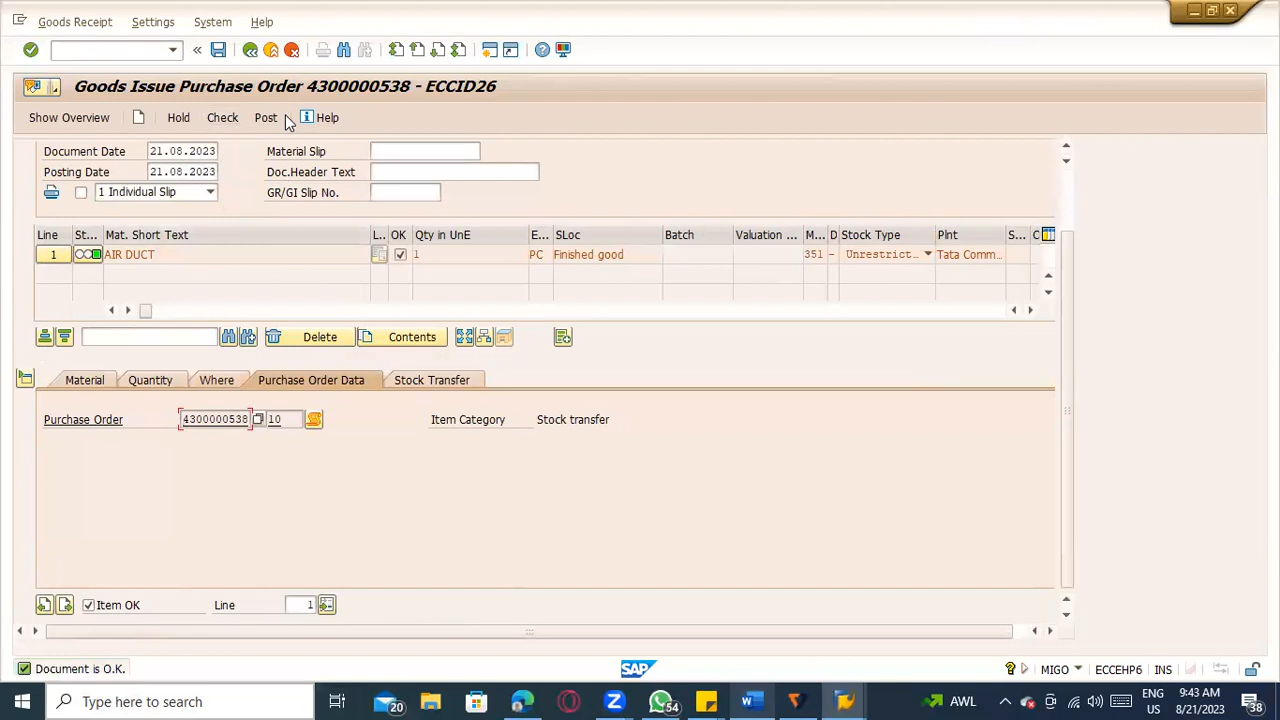 Goods Receipt Settings System Help
Goods Issue Purchase Order 4300000538 - ECCID26
Show Overview Hold Check Post Help
Document Date 21.08.2023 Material Slip
Posting Date 21.08.2023 Doc.Header Text
1 Individual Slip GR/GI Slip No.
Line St... Mat. Short Text L.. OK Qty in UnE E... SLoc Batch Valuation ... M... D Stock Type Plnt S... C
1 AIR DUCT 1 PC Finished good 351 - Unrestrict... Tata Comm...
Delete Contents
Material Quantity Where Purchase Order Data Stock Transfer
Purchase Order 4300000538 10 Item Category Stock transfer
Item OK Line 1
Document is O.K. SAP MIGO ECCEHP6 INS
Type here to search 20 54 AWL ENG US 9:43 AM 8/21/2023 38